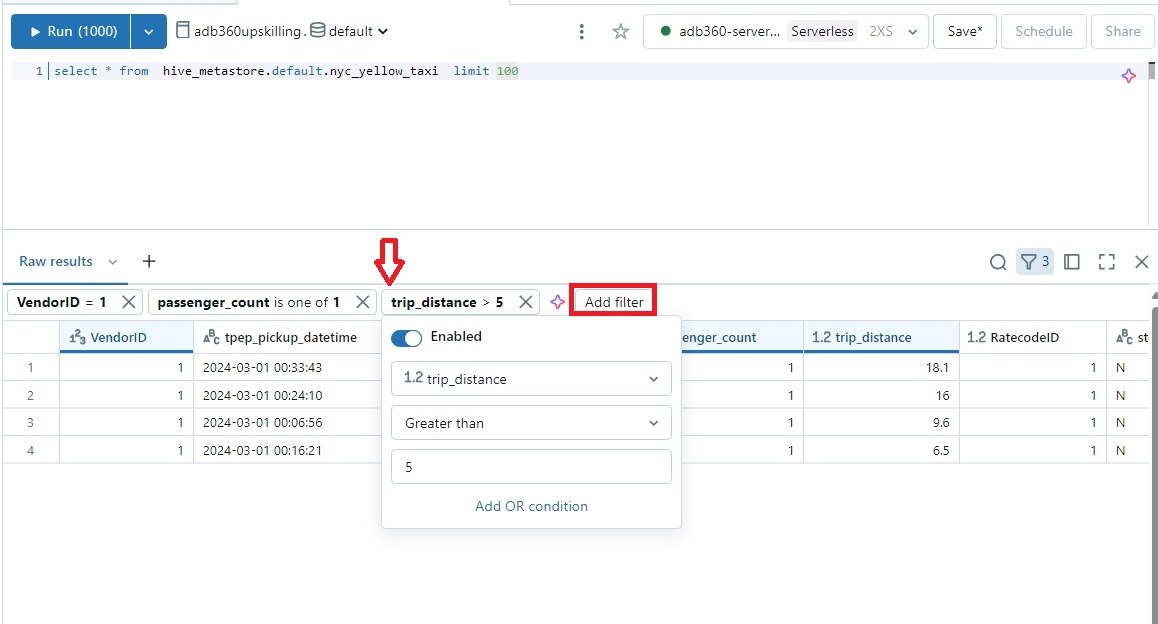 Run (1000) adb360upskilling. default adb360-server... Serverless 2XS Save* Schedule Share
1 select * from hive_metastore.default.nyc_yellow_taxi limit 100
Raw results + 3
VendorID = 1 passenger_count is one of 1 trip_distance > 5 Add filter
123 VendorID ABC tpep_pickup_datetime enger_count 1.2 trip_distance 1.2 RatecodeID ABC st
Enabled
1 1 2024-03-01 00:33:43 1 18.1 1 N
1.2 trip_distance
2 1 2024-03-01 00:24:10 1 16 1 N
3 1 2024-03-01 00:06:56 1 9.6 1 N
Greater than
4 1 2024-03-01 00:16:21 1 6.5 1 N
5
Add OR condition